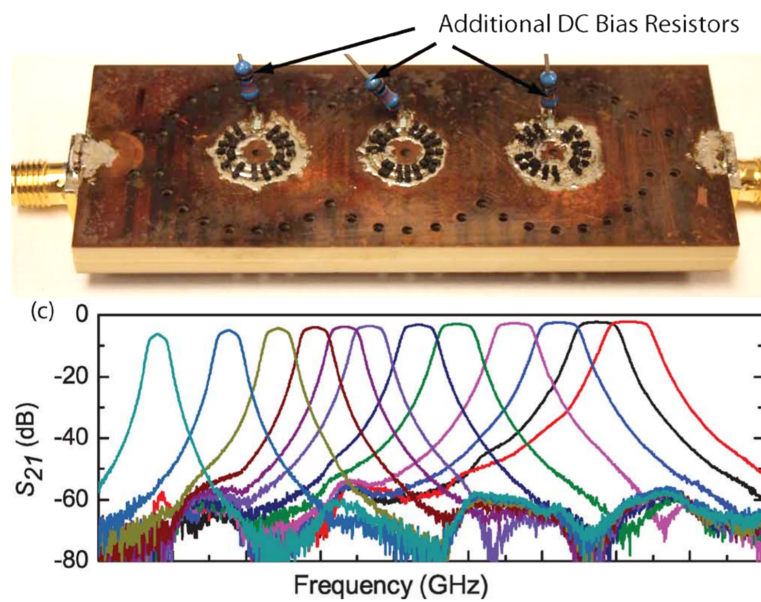 Additional DC Bias Resistors
(c)
0
-20
-40
-60
-80
S21 (dB)
Frequency (GHz)